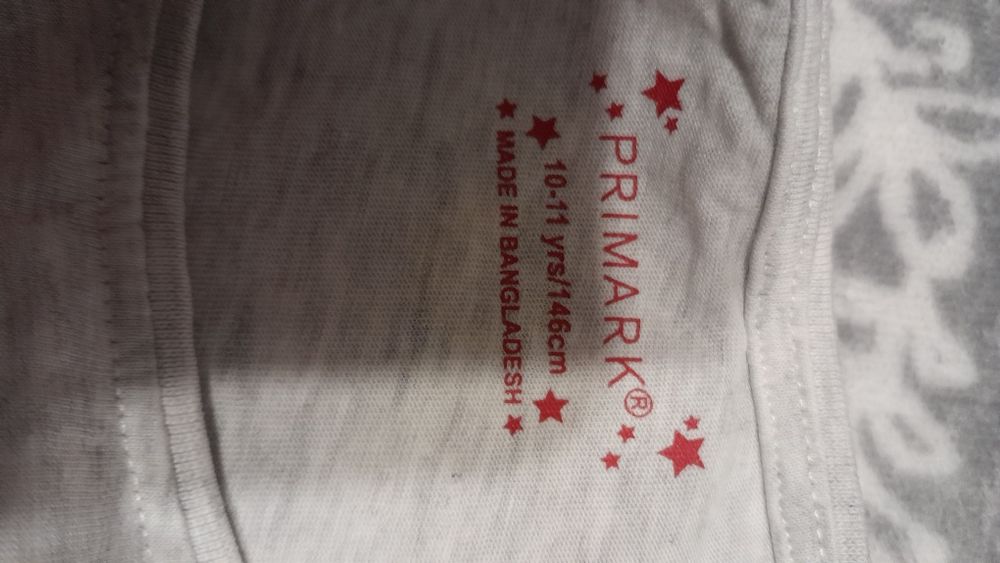 PRIMARK®
10-11 yrs/146cm
MADE IN BANGLADESH